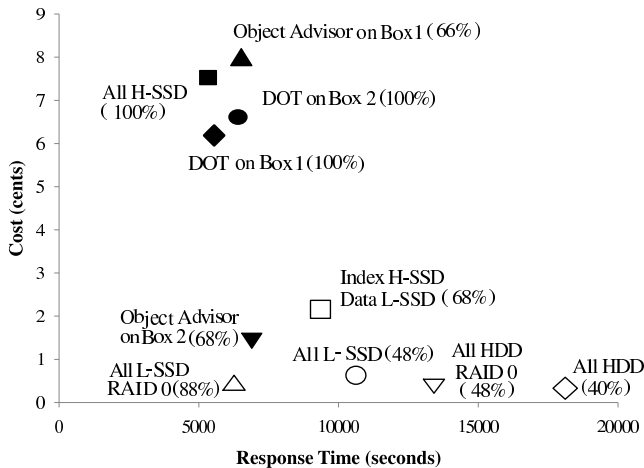 9
8
7
6
5
4
3
2
1
0
Cost (cents)
Object Advisor on Box1 (66%)
All H-SSD
( 100%)
DOT on Box 2 (100%)
DOT on Box 1 (100%)
Index H-SSD
Data L-SSD (68%)
Object Advisor
on Box 2 (68%)
All L-SSD
RAID 0(88%)
All L- SSD(48%)
All HDD
RAID 0
( 48%)
All HDD
(40%)
0
5000
10000
15000
20000
Response Time (seconds)